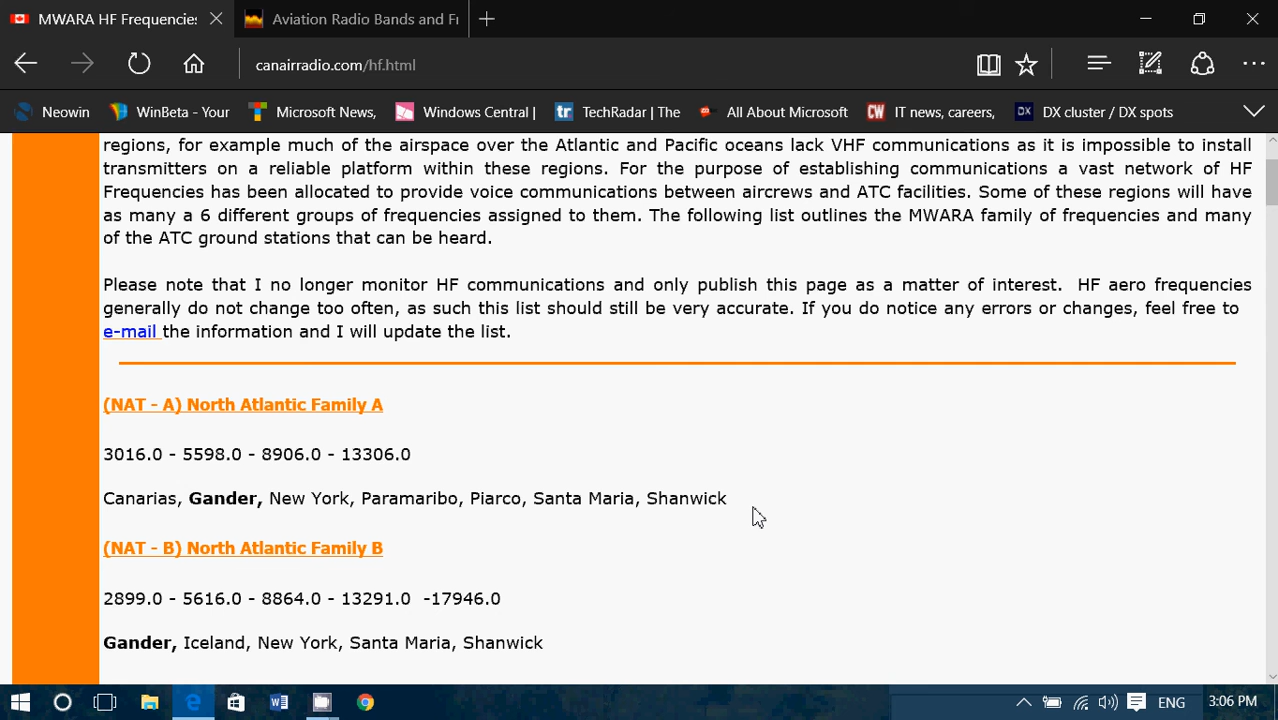 MWARA HF Frequencies
Aviation Radio Bands and Fr
canairradio.com/hf.html
Neowin
WinBeta - Your
Microsoft News,
Windows Central |
TechRadar | The
All About Microsoft
IT news, careers,
DX cluster / DX spots
regions, for example much of the airspace over the Atlantic and Pacific oceans lack VHF communications as it is impossible to install
transmitters on a reliable platform within these regions. For the purpose of establishing communications a vast network of HF
Frequencies has been allocated to provide voice communications between aircrews and ATC facilities. Some of these regions will have
as many a 6 different groups of frequencies assigned to them. The following list outlines the MWARA family of frequencies and many
of the ATC ground stations that can be heard.
Please note that I no longer monitor HF communications and only publish this page as a matter of interest. HF aero frequencies
generally do not change too often, as such this list should still be very accurate. If you do notice any errors or changes, feel free to
e-mail the information and I will update the list.
(NAT - A) North Atlantic Family A
3016.0 - 5598.0 - 8906.0 - 13306.0
Canarias, Gander, New York, Paramaribo, Piarco, Santa Maria, Shanwick
(NAT - B) North Atlantic Family B
2899.0 - 5616.0 - 8864.0 - 13291.0 -17946.0
Gander, Iceland, New York, Santa Maria, Shanwick
ENG
3:06 PM